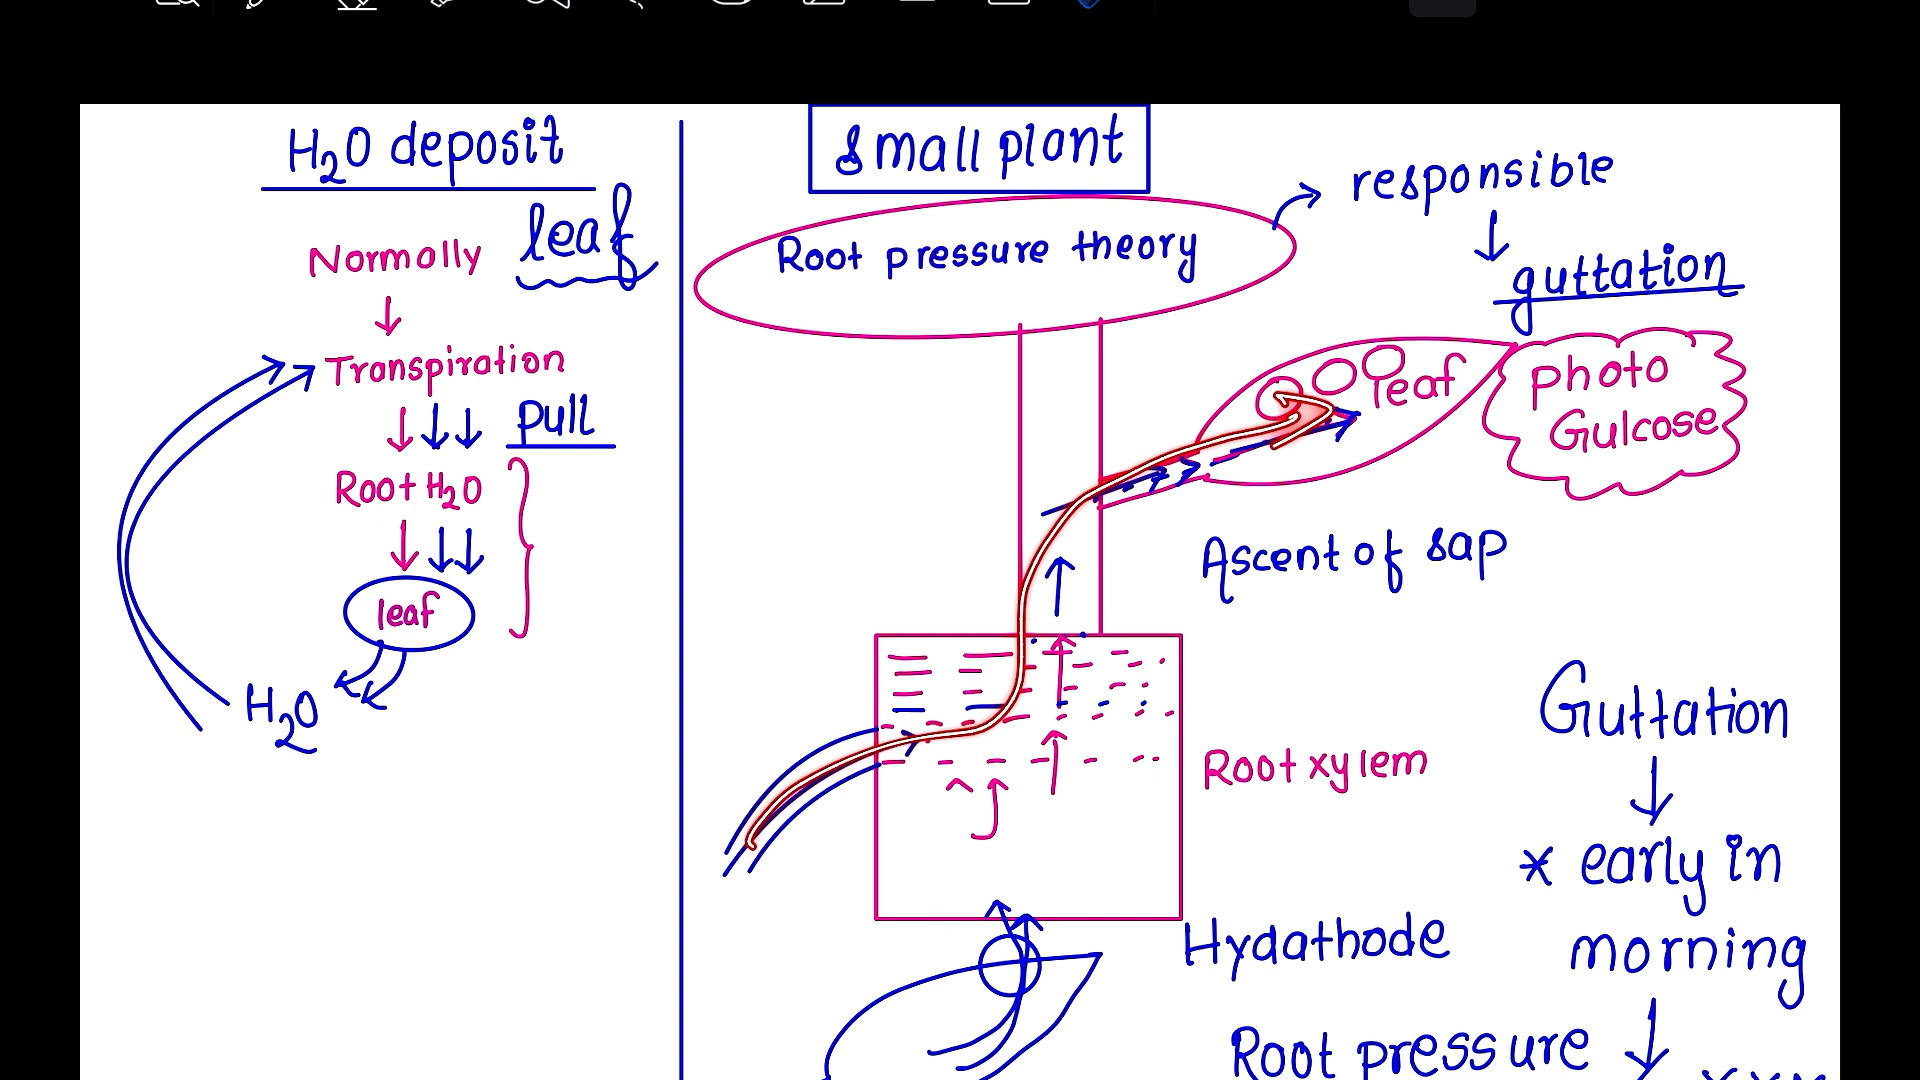 H2O deposit
leaf
Normolly
Transpiration
Pull
Root H2O
leaf
H2O
Small plant
Root pressure theory
responsible
guttation
leaf
Photo
Gulcose
Ascent of sap
Root xylem
Guttation
* early in
morning
Hydathode
Root pressure